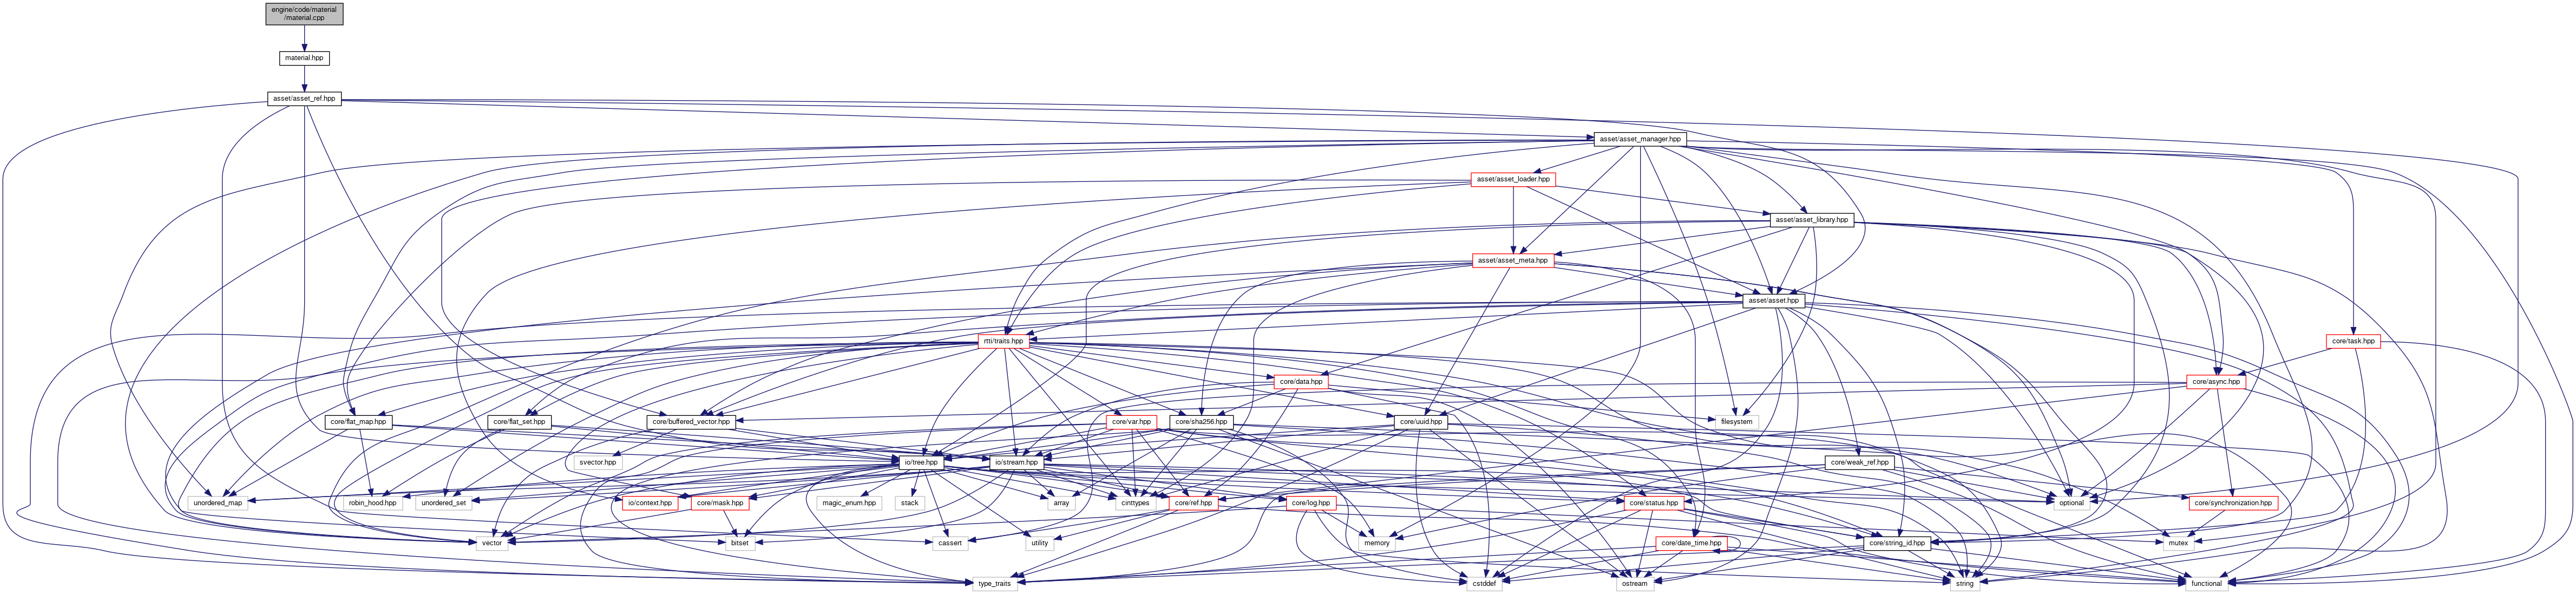 engine/code/material
/material.cpp
material.hpp
asset/asset_ref.hpp
asset/asset_manager.hpp
asset/asset_loader.hpp
asset/asset_library.hpp
asset/asset_meta.hpp
asset/asset.hpp
rtti/traits.hpp
core/task.hpp
core/data.hpp
core/async.hpp
core/flat_map.hpp
core/flat_set.hpp
core/buffered_vector.hpp
core/var.hpp
core/sha256.hpp
core/uuid.hpp
filesystem
svector.hpp
io/tree.hpp
io/stream.hpp
core/weak_ref.hpp
unordered_map
robin_hood.hpp
unordered_set
io/context.hpp
core/mask.hpp
magic_enum.hpp
stack
array
cinttypes
core/ref.hpp
core/log.hpp
core/status.hpp
optional
core/synchronization.hpp
vector
bitset
cassert
utility
memory
core/date_time.hpp
core/string_id.hpp
mutex
type_traits
cstddef
ostream
string
functional